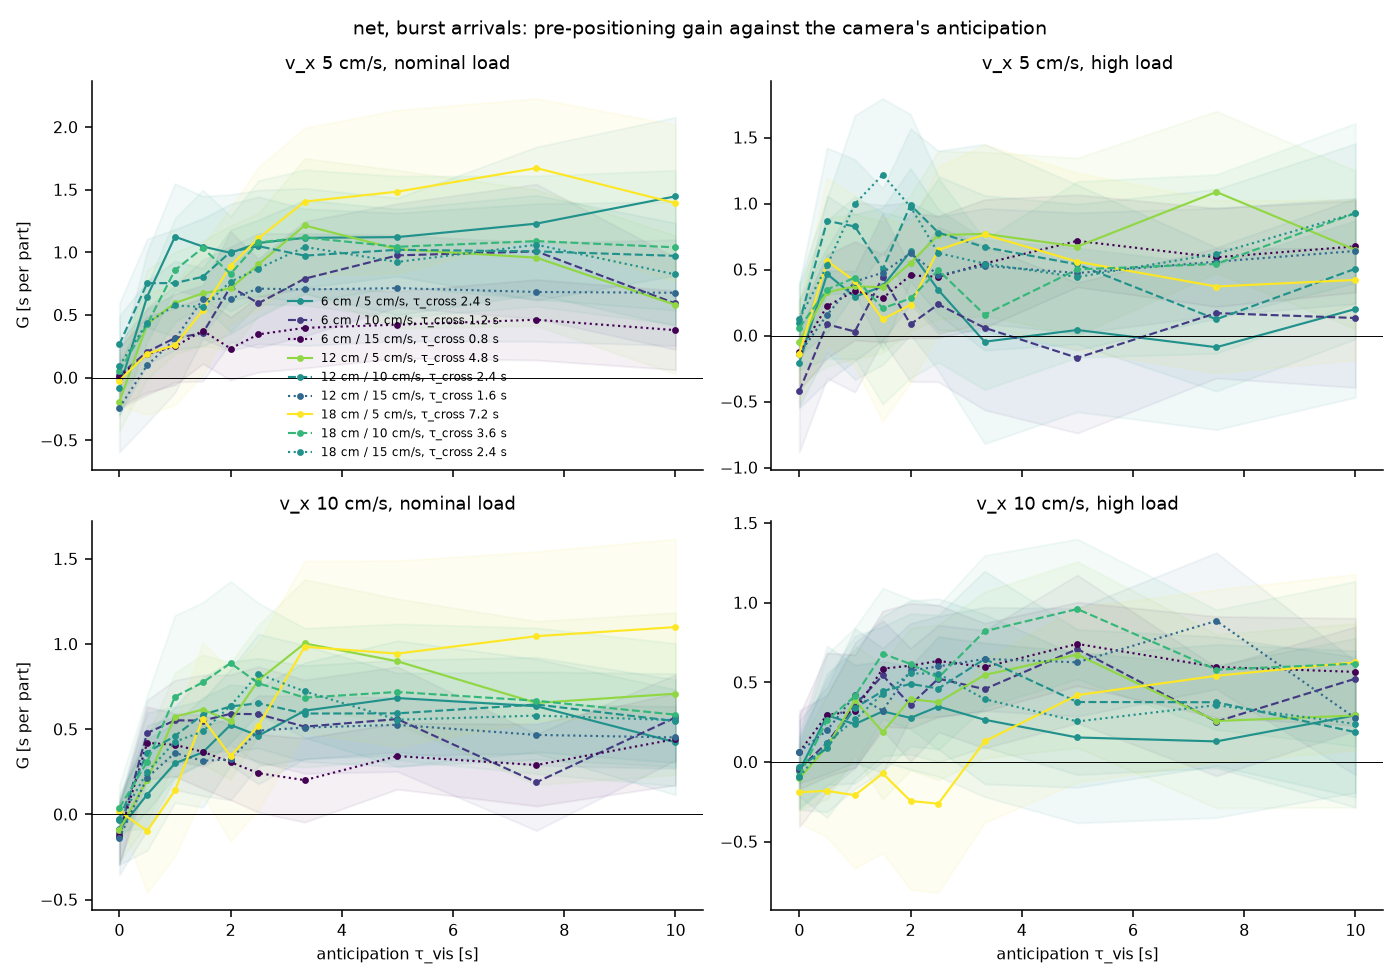 net, burst arrivals: pre-positioning gain against the camera's anticipation
v_x 5 cm/s, nominal load
v_x 5 cm/s, high load
G [s per part]
2.0
1.5
1.0
0.5
0.0
−0.5
1.5
1.0
0.5
0.0
−0.5
−1.0
6 cm / 5 cm/s, τ_cross 2.4 s
6 cm / 10 cm/s, τ_cross 1.2 s
6 cm / 15 cm/s, τ_cross 0.8 s
12 cm / 5 cm/s, τ_cross 4.8 s
12 cm / 10 cm/s, τ_cross 2.4 s
12 cm / 15 cm/s, τ_cross 1.6 s
18 cm / 5 cm/s, τ_cross 7.2 s
18 cm / 10 cm/s, τ_cross 3.6 s
18 cm / 15 cm/s, τ_cross 2.4 s
v_x 10 cm/s, nominal load
v_x 10 cm/s, high load
G [s per part]
1.5
1.0
0.5
0.0
−0.5
1.5
1.0
0.5
0.0
−0.5
0 2 4 6 8 10
0 2 4 6 8 10
anticipation τ_vis [s]
anticipation τ_vis [s]